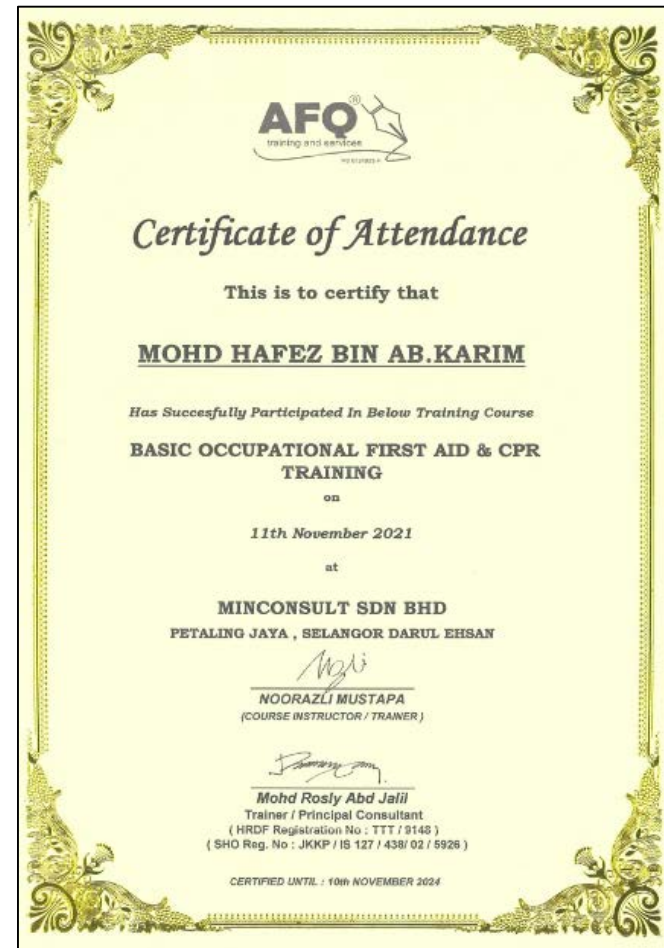 AFQ®
training and services
Certificate of Attendance
This is to certify that
MOHD HAFEZ BIN AB.KARIM
Has Succesfully Participated In Below Training Course
BASIC OCCUPATIONAL FIRST AID & CPR
TRAINING
on
11th November 2021
at
MINCONSULT SDN BHD
PETALING JAYA , SELANGOR DARUL EHSAN
NOORAZLI MUSTAPA
(COURSE INSTRUCTOR / TRAINER )
Mohd Rosly Abd Jalil
Trainer / Principal Consultant
( HRDF Registration No : TTT / 9148 )
( SHO Reg. No : JKKP / IS 127 / 438/ 02 / 5926 )
CERTIFIED UNTIL : 10th NOVEMBER 2024